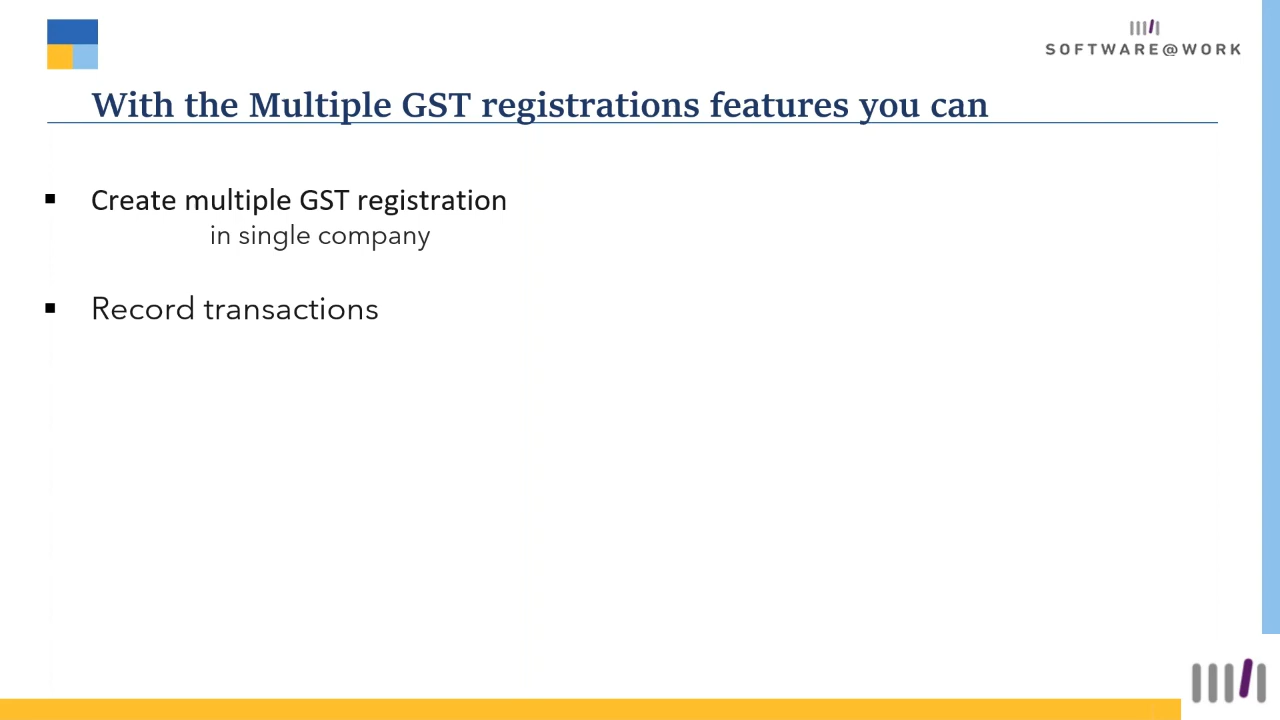 SOFTWARE@WORK
With the Multiple GST registrations features you can
▪ Create multiple GST registration
in single company
▪ Record transactions